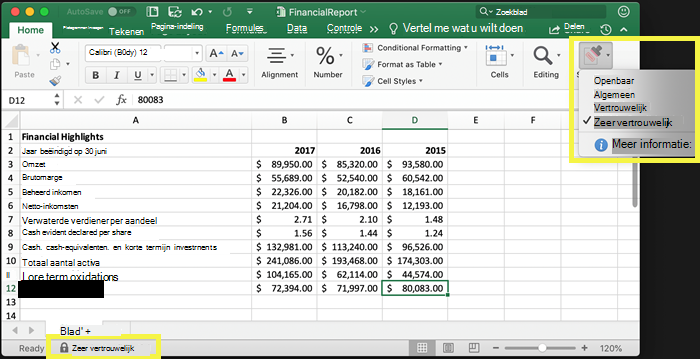 AutoSave OFF FinancialReport Zoekblad
Home Tekenen Pagina-indeling Formules Data Controle >> Vertel me wat u wilt doen Delen
Paste Calibri (B0dy) 12 B I U Alignment Number Conditional Formatting Format as Table Cell Styles Cells Editing
Openbaar
Algemeen
Vertrouwelijk
Zeer vertrouwelijk
Meer informatie:
D12 fx 80083
A B C D E F
1 Financial Highlights
2 Jaar beëindigd op 30 juni 2017 2016 2015
3 Omzet $ 89,950.00 $ 85,320.00 $ 93,580.00
4 Brutomarge $ 55,689.00 $ 52,540.00 $ 60,542.00
5 Beheerd inkomen $ 22,326.00 $ 20,182.00 $ 18,161.00
6 Netto-inkomsten $ 21,204.00 $ 16,798.00 $ 12,193.00
7 Verwaterde verdiener per aandeel 2.71 2.10 1.48
8 Cash evident declared per share $ 1.56 $ 1.44 $ 1.24
9 Cash. cash-equivalenten. en korte termijn investrnents $ 132,981.00 $ 113,240.00 $ 96,526.00
10 Totaal aantal activa $ 241,086.00 $ 193,468.00 $ 174,303.00
Lore term oxidations $ 104,165.00 $ 62,114.00 $ 44,574.00
12 $ 72,394.00 $ 71,997.00 $ 80,083.00
13
14
Blad' +
Ready Zeer vertrouwelijk 120%